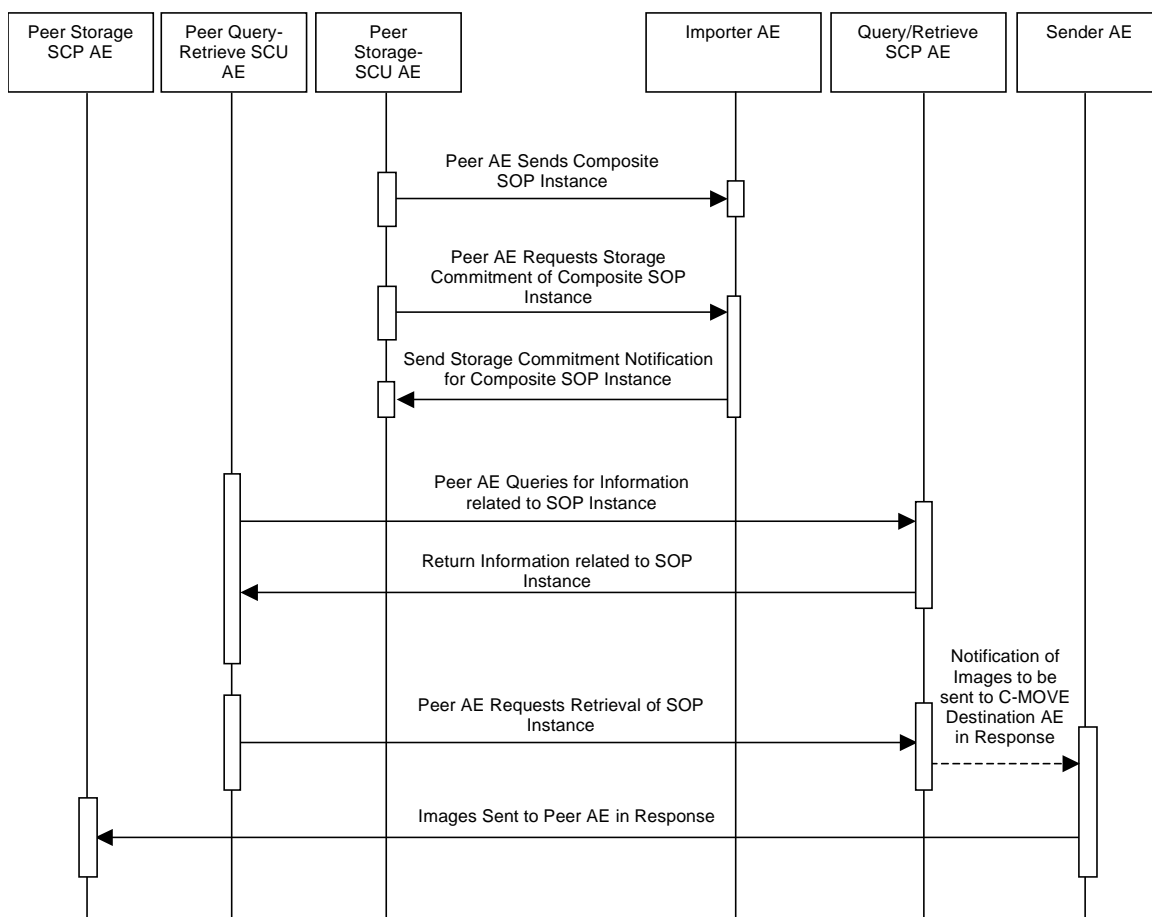 Peer Storage
SCP AE
Peer Query-
Retrieve SCU
AE
Peer
Storage-
SCU AE
Importer AE
Query/Retrieve
SCP AE
Sender AE
Peer AE Sends Composite
SOP Instance
Peer AE Requests Storage
Commitment of Composite SOP
Instance
Send Storage Commitment Notification
for Composite SOP Instance
Peer AE Queries for Information
related to SOP Instance
Return Information related to SOP
Instance
Notification of
Images to be
sent to C-MOVE
Destination AE
in Response
Peer AE Requests Retrieval of SOP
Instance
Images Sent to Peer AE in Response